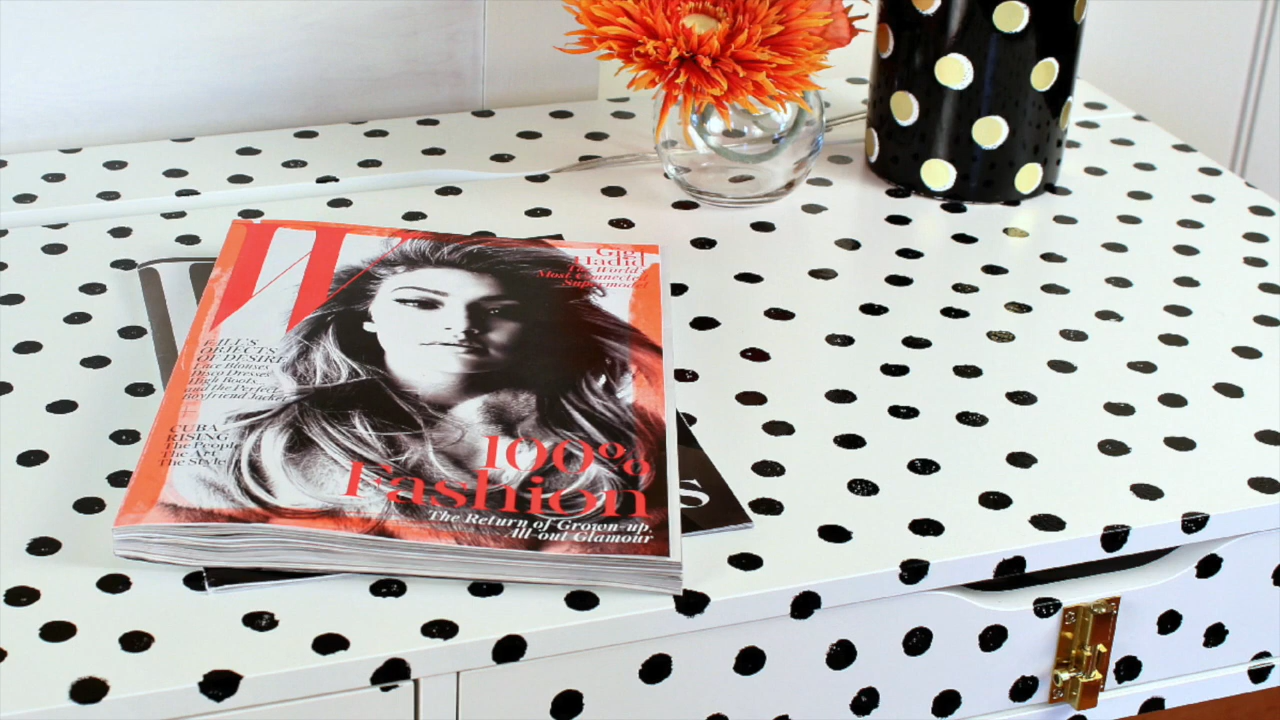 W
Gigi
Hadid
The World's
Most Connected
Supermodel
OBJECTS
OF DESIRE
Lace Blouses
Disco Dresses
High Boots
and the Perfect
Boyfriend Jacket
CUBA
RISING
The People
The Art
The Style
100%
Fashion
The Return of Grown-up,
All-out Glamour
S